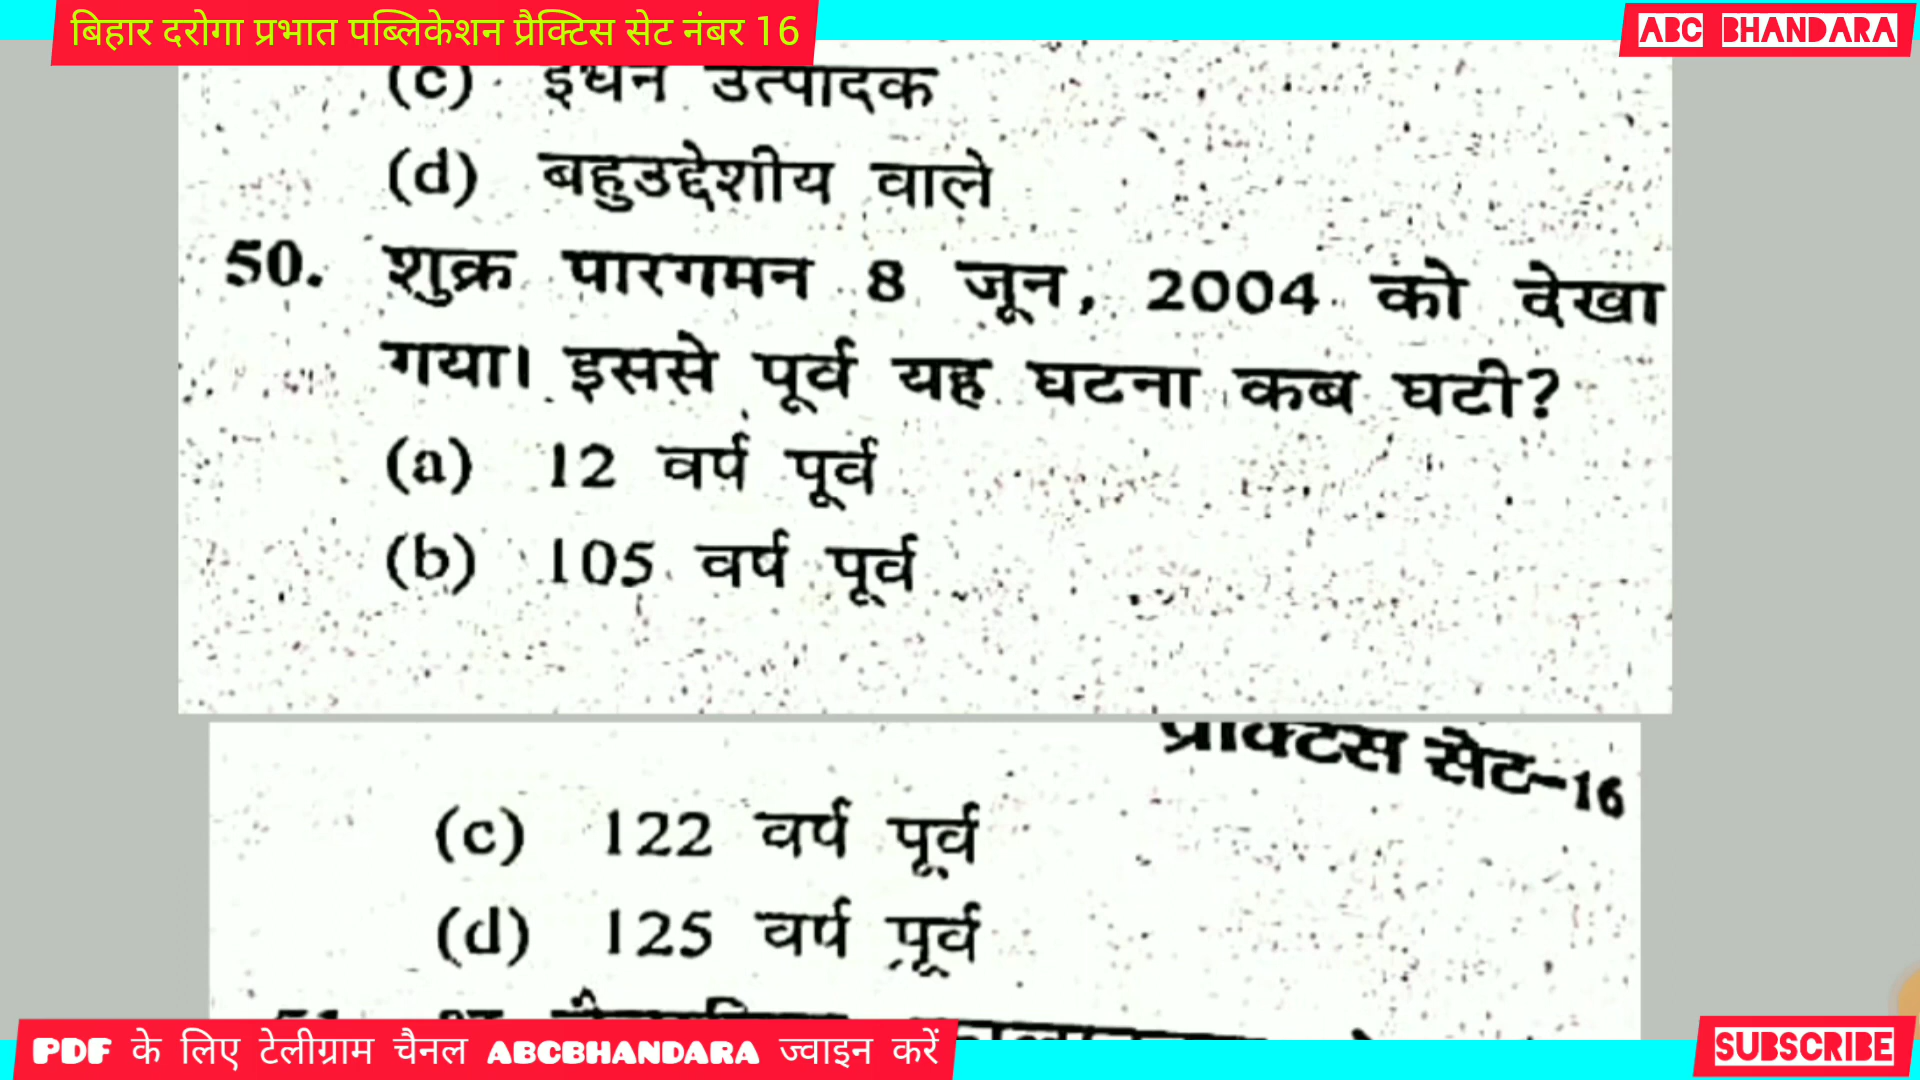 बिहार दरोगा प्रभात पब्लिकेशन प्रैक्टिस सेट नंबर 16
ABC BHANDARA
(c) इंधन उत्पादक
(d) बहुउद्देशीय वाले
50. शुक्र पारगमन 8 जून, 2004 को देखा
गया। इससे पूर्व यह घटना कब घटी?
(a) 12 वर्ष पूर्व
(b) 105 वर्ष पूर्व
प्रैक्टिस सेट-16
(c) 122 वर्ष पूर्व
(d) 125 वर्ष पूर्व
51.
PDF के लिए टेलीग्राम चैनल ABCBHANDARA ज्वाइन करें
SUBSCRIBE